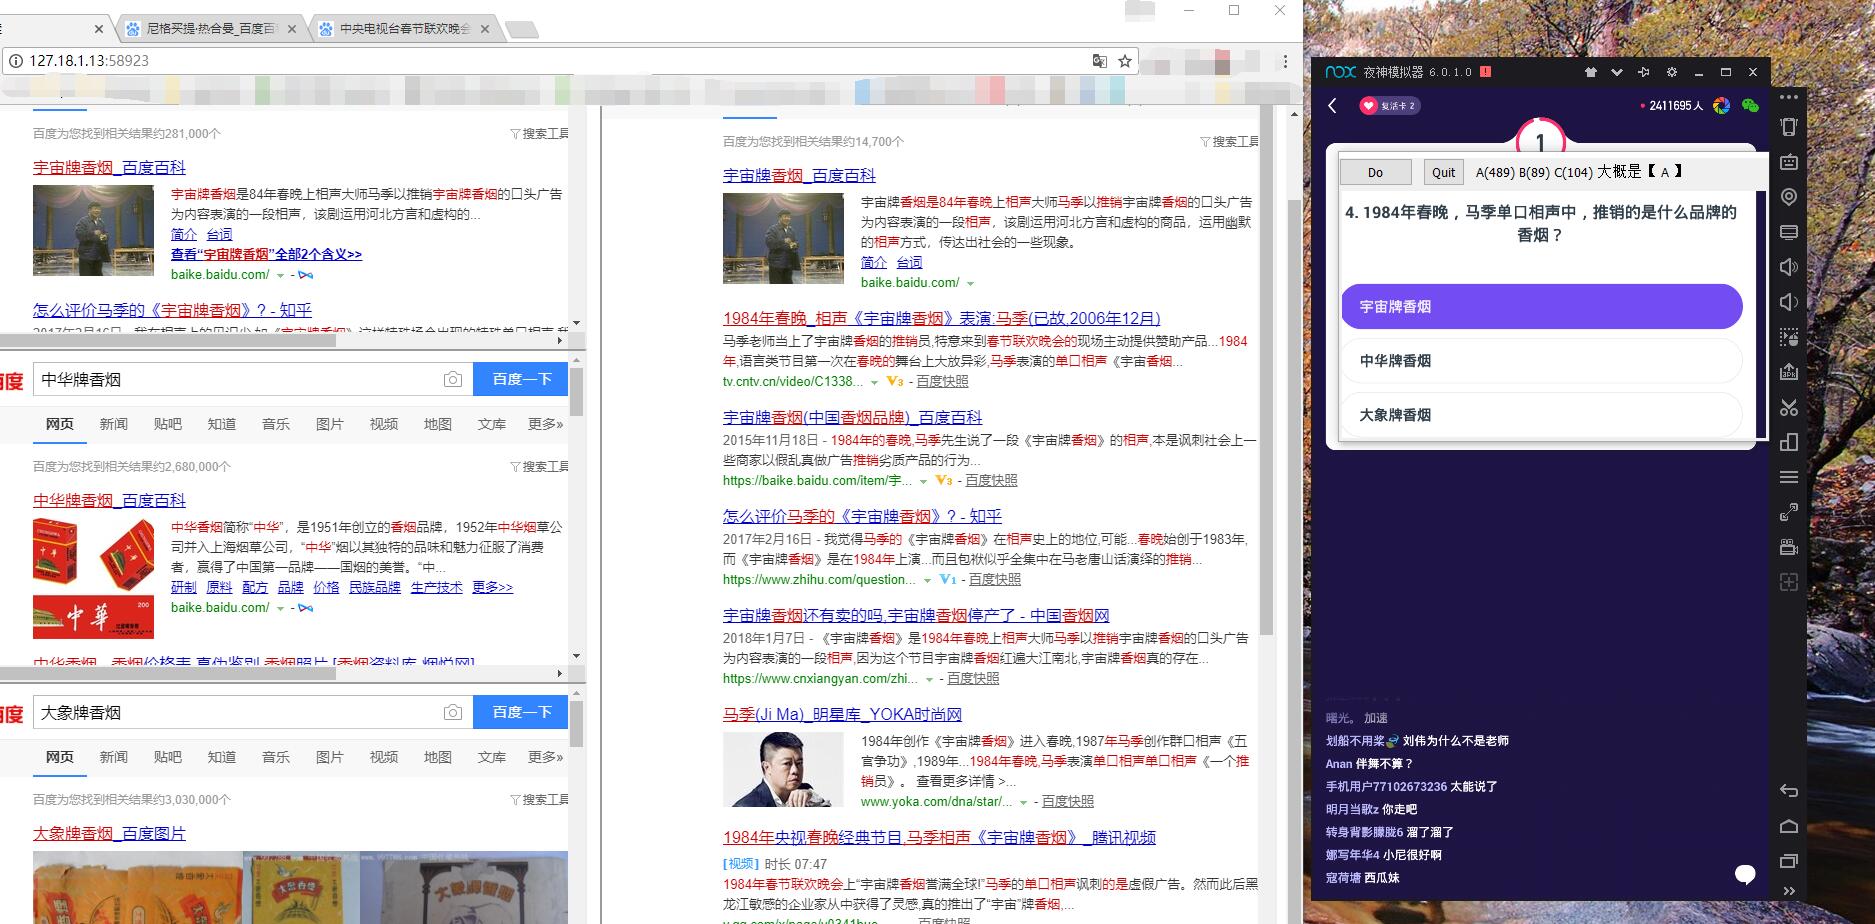 尼格买提·热合曼_百度百
中央电视台春节联欢晚会
127.18.1.13:58923
百度为您找到相关结果约281,000个
搜索工具
宇宙牌香烟_百度百科
宇宙牌香烟是84年春晚上相声大师马季以推销宇宙牌香烟的口头广告
为内容表演的一段相声，该剧运用河北方言和虚构的...
简介 台词
查看“宇宙牌香烟”全部2个含义>>
baike.baidu.com/ -
怎么评价马季的《宇宙牌香烟》? - 知乎
中华牌香烟
百度一下
网页 新闻 贴吧 知道 音乐 图片 视频 地图 文库 更多»
百度为您找到相关结果约2,680,000个
搜索工具
中华牌香烟_百度百科
中华香烟简称“中华”，是1951年创立的香烟品牌，1952年中华烟草公
司并入上海烟草公司，“中华”烟以其独特的品味和魅力征服了消费
者，赢得了中国第一品牌——国烟的美誉。“中...
研制 原料 配方 品牌 价格 民族品牌 生产技术 更多>>
baike.baidu.com/ -
中華
200
大象牌香烟
百度一下
网页 新闻 贴吧 知道 音乐 图片 视频 地图 文库 更多»
百度为您找到相关结果约3,030,000个
搜索工具
大象牌香烟_百度图片
百度为您找到相关结果约14,700个
搜索工具
宇宙牌香烟_百度百科
宇宙牌香烟是84年春晚上相声大师马季以推销宇宙牌香烟的口头广告
为内容表演的一段相声，该剧运用河北方言和虚构的商品，运用幽默
的相声方式，传达出社会的一些现象。
简介 台词
baike.baidu.com/
1984年春晚_相声《宇宙牌香烟》表演:马季(已故,2006年12月)
马季老师当上了宇宙牌香烟的推销员,特意来到春节联欢晚会的现场主动提供赞助产品...1984
年,语言类节目第一次在春晚的舞台上大放异彩,马季表演的单口相声《宇宙香烟...
tv.cntv.cn/video/C1338... V3 - 百度快照
宇宙牌香烟(中国香烟品牌)_百度百科
2015年11月18日 - 1984年的春晚,马季先生说了一段《宇宙牌香烟》的相声,本是讽刺社会上一
些商家以假乱真做广告推销劣质产品的行为...
https://baike.baidu.com/item/宇... V3 - 百度快照
怎么评价马季的《宇宙牌香烟》? - 知乎
2017年2月16日 - 我觉得马季的《宇宙牌香烟》在相声史上的地位,可能...春晚始创于1983年,
而《宇宙牌香烟》是在1984年上演...而且包袱似乎全集中在马老唐山话演绎的推销...
https://www.zhihu.com/question... V1 - 百度快照
宇宙牌香烟还有卖的吗,宇宙牌香烟停产了 - 中国香烟网
2018年1月7日 - 《宇宙牌香烟》是1984年春晚上相声大师马季以推销宇宙牌香烟的口头广告
为内容表演的一段相声,因为这个节目宇宙牌香烟红遍大江南北,宇宙牌香烟真的存在...
https://www.cnxiangyan.com/zhi... - 百度快照
马季(Ji Ma)_明星库_YOKA时尚网
1984年创作《宇宙牌香烟》进入春晚,1987年马季创作群口相声《五
官争功》,1989年...1984年春晚,马季表演单口相声单口相声《一个推
销员》。 查看更多详情 >...
www.yoka.com/dna/star/... - 百度快照
1984年央视春晚经典节目,马季相声《宇宙牌香烟》_腾讯视频
[视频] 时长 07:47
1984年春节联欢晚会上“宇宙牌香烟誉满全球!”马季的单口相声讽刺的是虚假广告。然而此后黑
龙江敏感的企业家从中获得了灵感,真的推出了“宇宙”牌香烟,...
nox 夜神模拟器 6.0.1.0
复活卡 2
2411695人
1
Do
Quit
A(489) B(89) C(104) 大概是【 A 】
4. 1984年春晚，马季单口相声中，推销的是什么品牌的
香烟？
宇宙牌香烟
中华牌香烟
大象牌香烟
曙光。 加速
划船不用桨 刘伟为什么不是老师
Anan 伴舞不算？
手机用户77102673236 太能说了
明月当歌z 你走吧
转身背影朦胧6 溜了溜了
娜写年华4 小尼很好啊
寇荷塘 西瓜妹